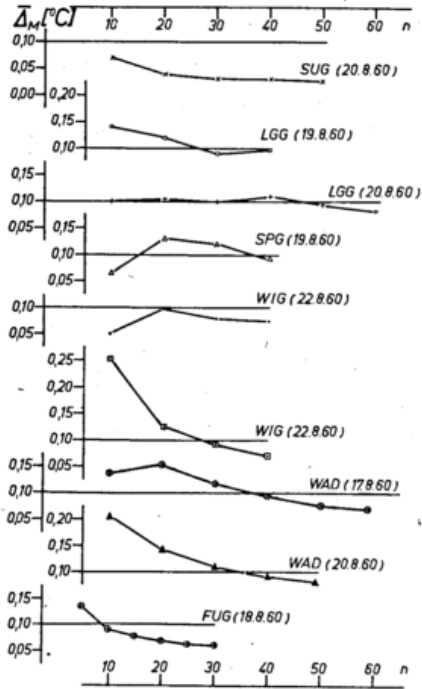 Δ̅M [°C]
10 20 30 40 50 60 n
0,10
0,05
0,00
SUG (20.8.60)
0,20
0,15
0,10
LGG (19.8.60)
0,15
0,10
0,05
LGG (20.8.60)
0,15
0,10
0,05
SPG (19.8.60)
0,10
0,05
WIG (22.8.60)
0,25
0,20
0,15
0,10
0,05
WIG (22.8.60)
0,15
0,10
0,05
WAD (17.8.60)
0,20
0,15
0,10
WAD (20.8.60)
0,15
0,10
0,05
FUG (18.8.60)
10 20 30 40 50 60 n